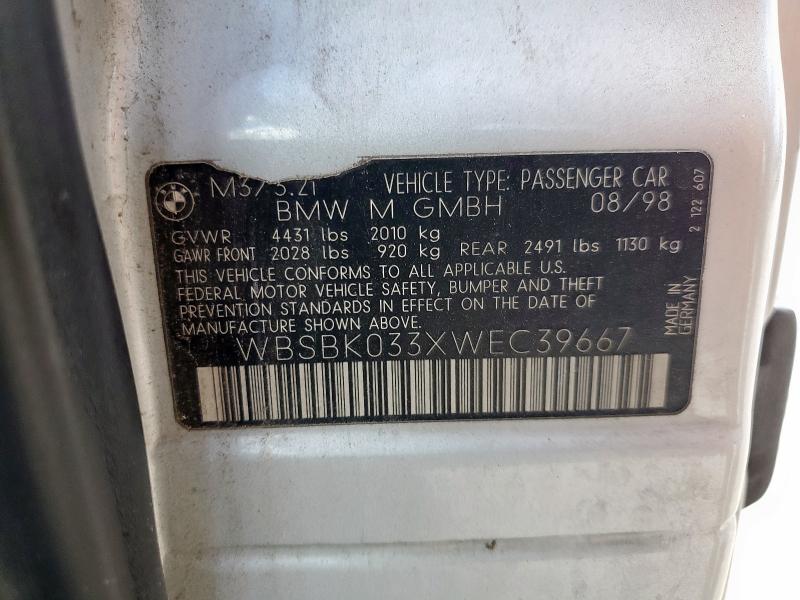 M3/3.2i VEHICLE TYPE: PASSENGER CAR
BMW M GMBH 08/98
GVWR 4431 lbs 2010 kg
GAWR FRONT 2028 lbs 920 kg REAR 2491 lbs 1130 kg
THIS VEHICLE CONFORMS TO ALL APPLICABLE U.S.
FEDERAL MOTOR VEHICLE SAFETY, BUMPER AND THEFT
PREVENTION STANDARDS IN EFFECT ON THE DATE OF
MANUFACTURE SHOWN ABOVE.
WBSBK033XWEC39667
MADE IN
GERMANY
2 122 607